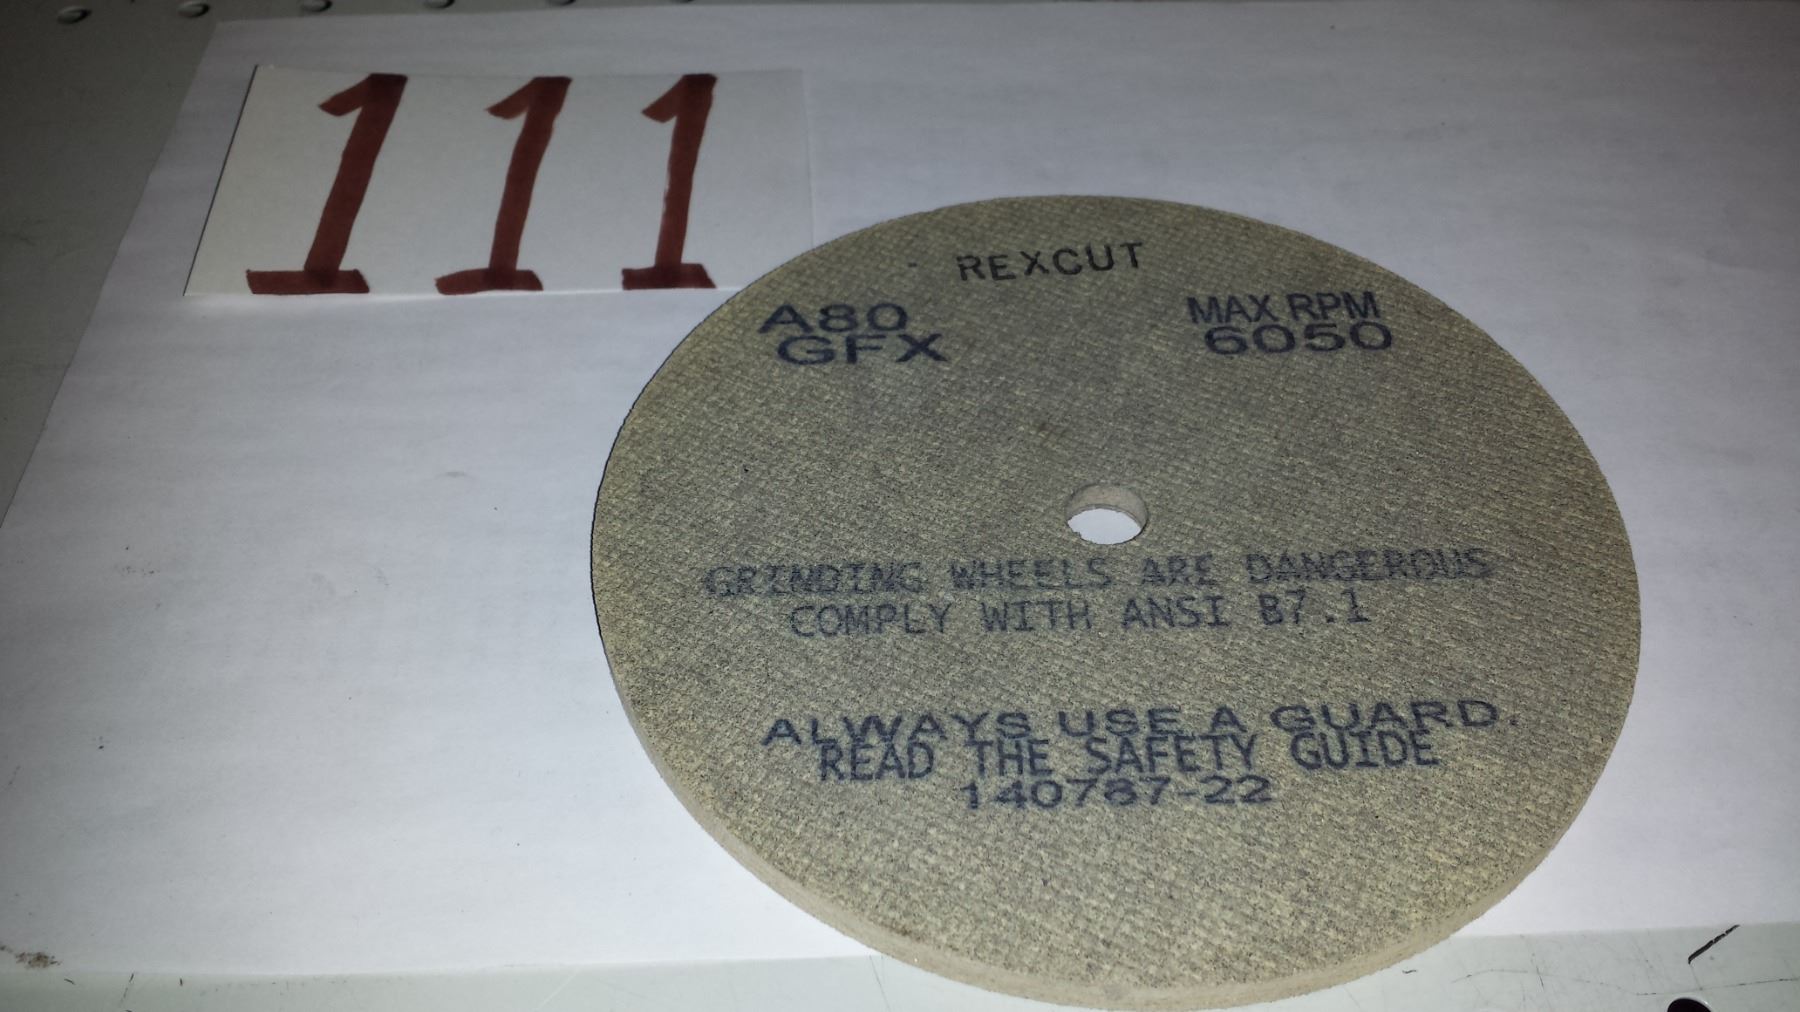 111
REXCUT
A80
GFX
MAX RPM
6050
GRINDING WHEELS ARE DANGEROUS
COMPLY WITH ANSI B7.1
ALWAYS USE A GUARD.
READ THE SAFETY GUIDE
140787-22